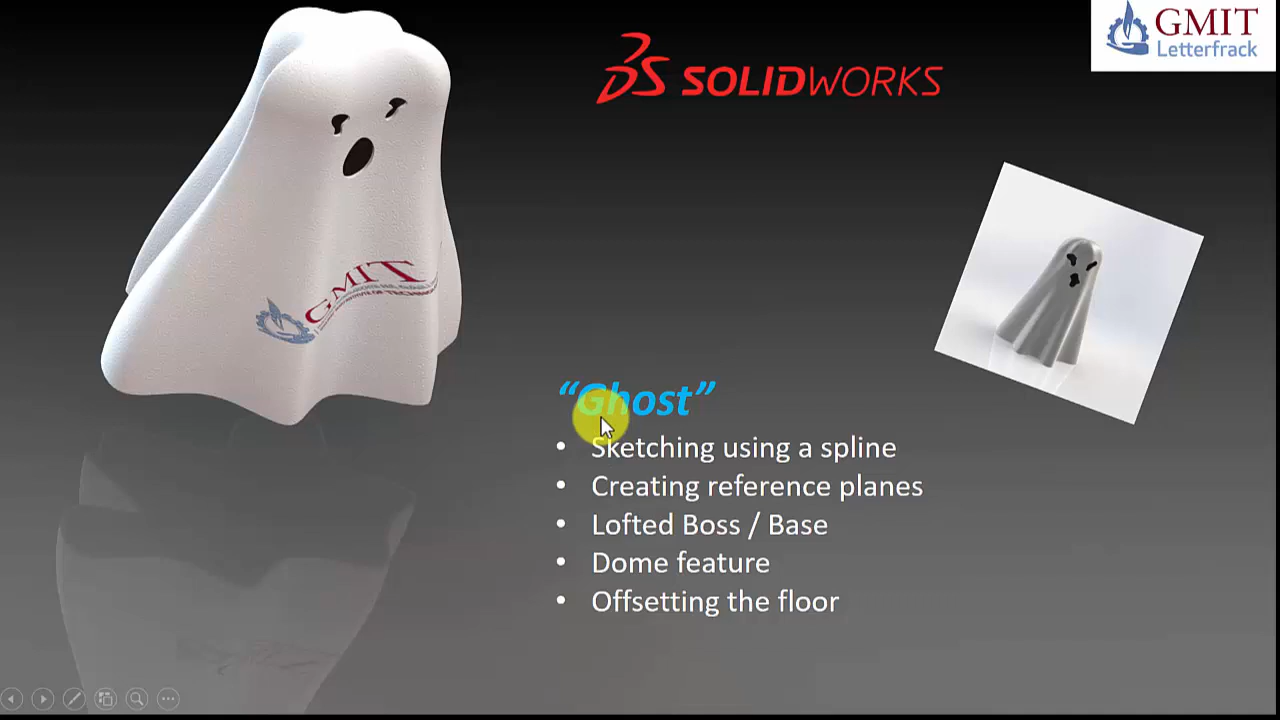 GMIT
Letterfrack
SOLIDWORKS
GMIT
“Ghost”
• Sketching using a spline
• Creating reference planes
• Lofted Boss / Base
• Dome feature
• Offsetting the floor